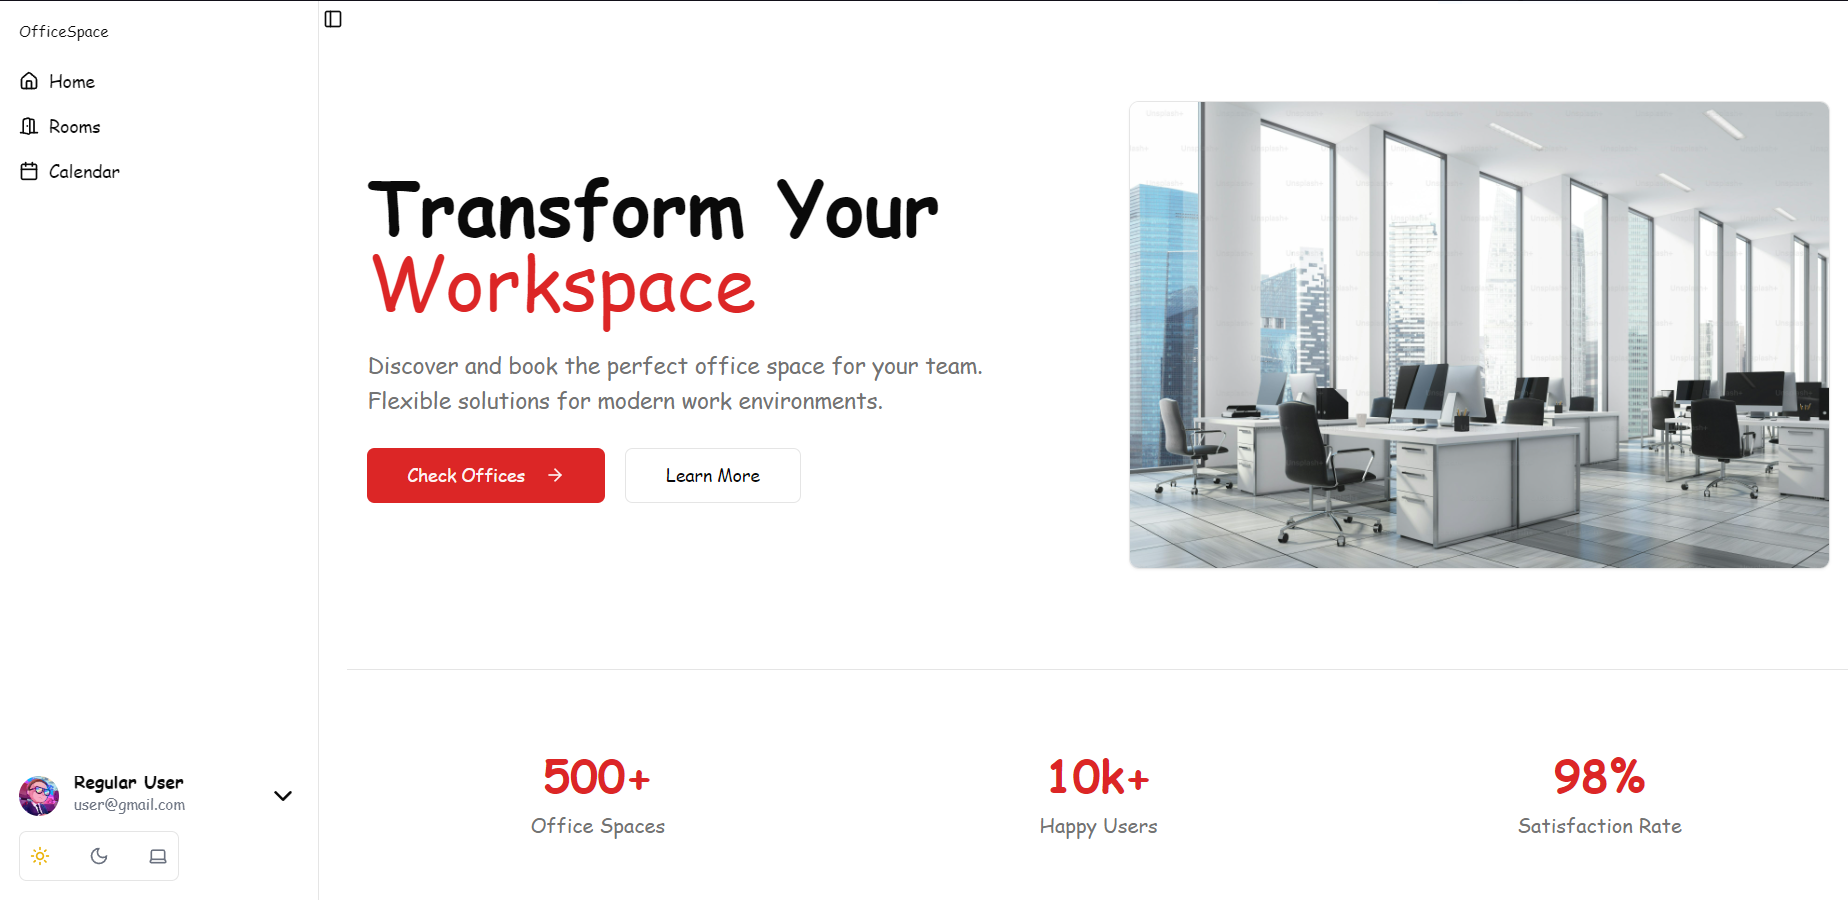 OfficeSpace
Home
Rooms
Calendar
Transform Your
Workspace
Discover and book the perfect office space for your team.
Flexible solutions for modern work environments.
Check Offices
Learn More
500+
Office Spaces
10k+
Happy Users
98%
Satisfaction Rate
Regular User
user@gmail.com